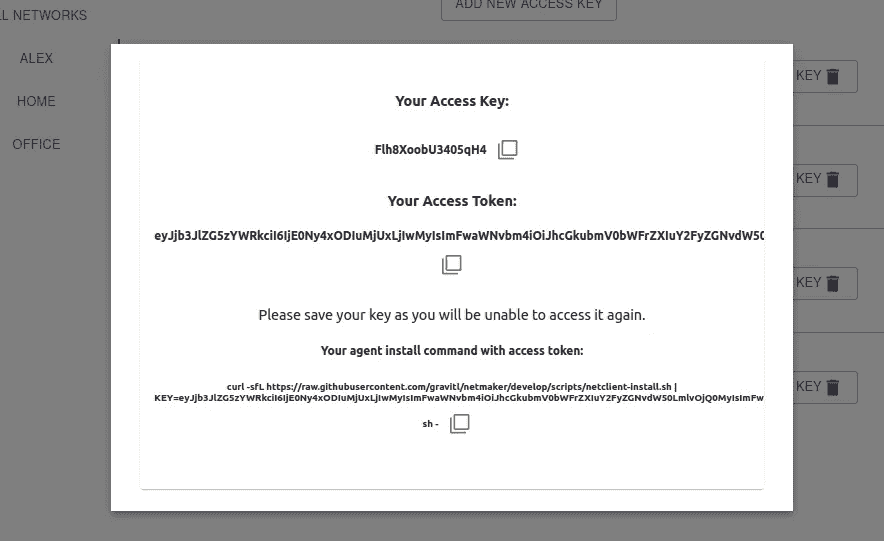 LL NETWORKS
ADD NEW ACCESS KEY
ALEX
HOME
OFFICE
KEY
KEY
KEY
KEY
Your Access Key:
Flh8XoobU3405qH4
Your Access Token:
eyJjb3JlZG5zYWRkciI6IjE0Ny4xODIuMjUxLjIwMyIsImFwaWNvbm4iOiJhcGkubmV0bWFrZXIuY2FyZGNvdW50
Please save your key as you will be unable to access it again.
Your agent install command with access token:
curl -sfL https://raw.githubusercontent.com/gravitl/netmaker/develop/scripts/netclient-install.sh |
KEY=eyJjb3JlZG5zYWRkciI6IjE0Ny4xODIuMjUxLjIwMyIsImFwaWNvbm4iOiJhcGkubmV0bWFrZXIuY2FyZGNvdW50LmlvOjQ0MyIsImFw
sh -